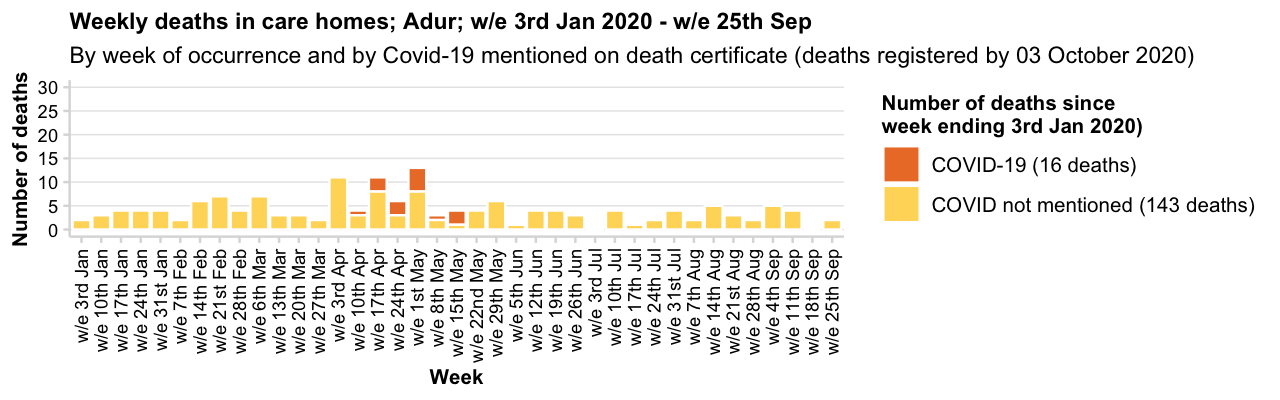 Weekly deaths in care homes; Adur; w/e 3rd Jan 2020 - w/e 25th Sep
By week of occurrence and by Covid-19 mentioned on death certificate (deaths registered by 03 October 2020)
Number of deaths
30
25
20
15
10
5
0
w/e 3rd Jan
w/e 10th Jan
w/e 17th Jan
w/e 24th Jan
w/e 31st Jan
w/e 7th Feb
w/e 14th Feb
w/e 21st Feb
w/e 28th Feb
w/e 6th Mar
w/e 13th Mar
w/e 20th Mar
w/e 27th Mar
w/e 3rd Apr
w/e 10th Apr
w/e 17th Apr
w/e 24th Apr
w/e 1st May
w/e 8th May
w/e 15th May
w/e 22nd May
w/e 29th May
w/e 5th Jun
w/e 12th Jun
w/e 19th Jun
w/e 26th Jun
w/e 3rd Jul
w/e 10th Jul
w/e 17th Jul
w/e 24th Jul
w/e 31st Jul
w/e 7th Aug
w/e 14th Aug
w/e 21st Aug
w/e 28th Aug
w/e 4th Sep
w/e 11th Sep
w/e 18th Sep
w/e 25th Sep
Week
Number of deaths since
week ending 3rd Jan 2020)
COVID-19 (16 deaths)
COVID not mentioned (143 deaths)